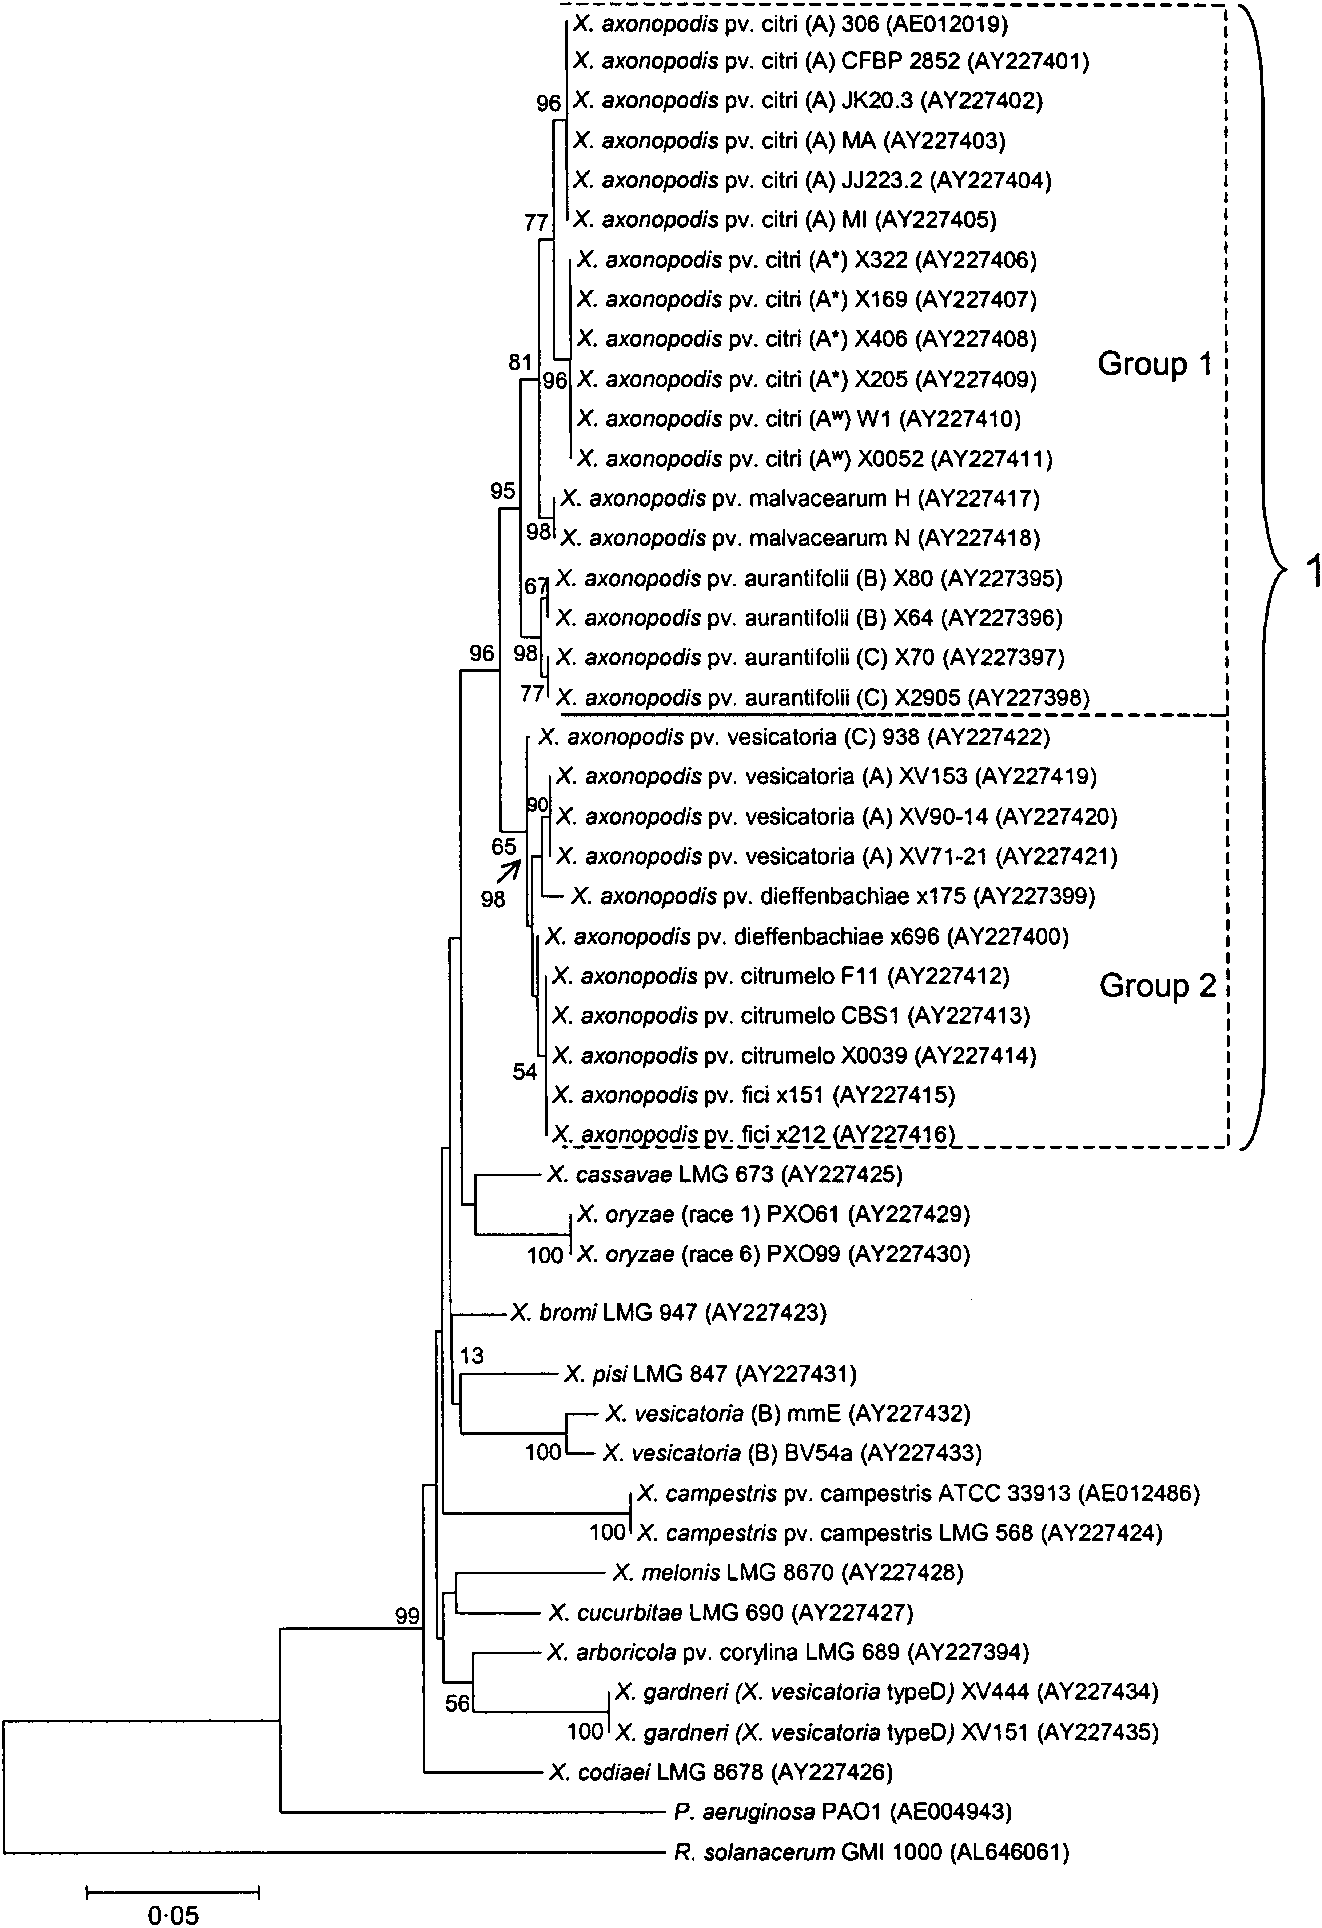 X. axonopodis pv. citri (A) 306 (AE012019)
X. axonopodis pv. citri (A) CFBP 2852 (AY227401)
96 X. axonopodis pv. citri (A) JK20.3 (AY227402)
X. axonopodis pv. citri (A) MA (AY227403)
X. axonopodis pv. citri (A) JJ223.2 (AY227404)
77 X. axonopodis pv. citri (A) MI (AY227405)
X. axonopodis pv. citri (A*) X322 (AY227406)
X. axonopodis pv. citri (A*) X169 (AY227407)
X. axonopodis pv. citri (A*) X406 (AY227408)
81 Group 1
96 X. axonopodis pv. citri (A*) X205 (AY227409)
X. axonopodis pv. citri (Aʷ) W1 (AY227410)
X. axonopodis pv. citri (Aʷ) X0052 (AY227411)
95 X. axonopodis pv. malvacearum H (AY227417)
98 X. axonopodis pv. malvacearum N (AY227418)
1
67 X. axonopodis pv. aurantifolii (B) X80 (AY227395)
X. axonopodis pv. aurantifolii (B) X64 (AY227396)
96 98 X. axonopodis pv. aurantifolii (C) X70 (AY227397)
77 X. axonopodis pv. aurantifolii (C) X2905 (AY227398)
X. axonopodis pv. vesicatoria (C) 938 (AY227422)
X. axonopodis pv. vesicatoria (A) XV153 (AY227419)
90 X. axonopodis pv. vesicatoria (A) XV90-14 (AY227420)
65 X. axonopodis pv. vesicatoria (A) XV71-21 (AY227421)
98 X. axonopodis pv. dieffenbachiae x175 (AY227399)
X. axonopodis pv. dieffenbachiae x696 (AY227400)
X. axonopodis pv. citrumelo F11 (AY227412)
Group 2
X. axonopodis pv. citrumelo CBS1 (AY227413)
X. axonopodis pv. citrumelo X0039 (AY227414)
54
X. axonopodis pv. fici x151 (AY227415)
X. axonopodis pv. fici x212 (AY227416)
X. cassavae LMG 673 (AY227425)
X. oryzae (race 1) PXO61 (AY227429)
100 X. oryzae (race 6) PXO99 (AY227430)
X. bromi LMG 947 (AY227423)
13
X. pisi LMG 847 (AY227431)
X. vesicatoria (B) mmE (AY227432)
100 X. vesicatoria (B) BV54a (AY227433)
X. campestris pv. campestris ATCC 33913 (AE012486)
100 X. campestris pv. campestris LMG 568 (AY227424)
X. melonis LMG 8670 (AY227428)
99 X. cucurbitae LMG 690 (AY227427)
X. arboricola pv. corylina LMG 689 (AY227394)
56 X. gardneri (X. vesicatoria typeD) XV444 (AY227434)
100 X. gardneri (X. vesicatoria typeD) XV151 (AY227435)
X. codiaei LMG 8678 (AY227426)
P. aeruginosa PAO1 (AE004943)
R. solanacerum GMI 1000 (AL646061)
0·05